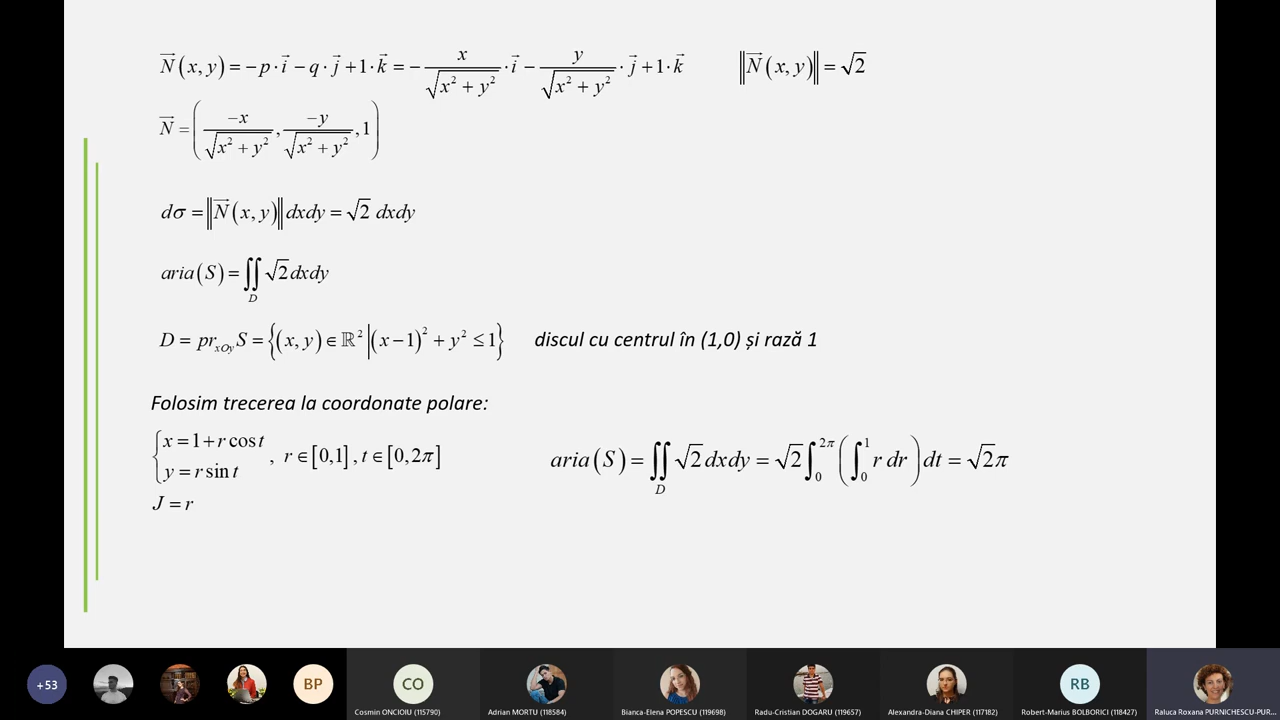 N⃗(x, y) = −p · i⃗ − q · j⃗ + 1 · k⃗ = − x/√(x² + y²) · i⃗ − y/√(x² + y²) · j⃗ + 1 · k⃗    ‖N⃗(x, y)‖ = √2
N⃗ = (−x/√(x² + y²), −y/√(x² + y²), 1)
dσ = ‖N⃗(x, y)‖ dxdy = √2 dxdy
aria(S) = ∬_D √2 dxdy
D = pr_xOy S = {(x, y) ∈ ℝ² | (x − 1)² + y² ≤ 1}    discul cu centrul în (1,0) și rază 1
Folosim trecerea la coordonate polare:
{x = 1 + r cos t
y = r sin t , r ∈ [0,1], t ∈ [0, 2π]    aria(S) = ∬_D √2 dxdy = √2 ∫₀^2π (∫₀^1 r dr) dt = √2π
J = r
+53
BP
CO
RB
Cosmin ONCIOIU (115790)
Adrian MORTU (118584)
Bianca-Elena POPESCU (119698)
Radu-Cristian DOGARU (119657)
Alexandra-Diana CHIPER (117182)
Robert-Marius BOLBORICI (118427)
Raluca Roxana PURNICHESCU-PUR...